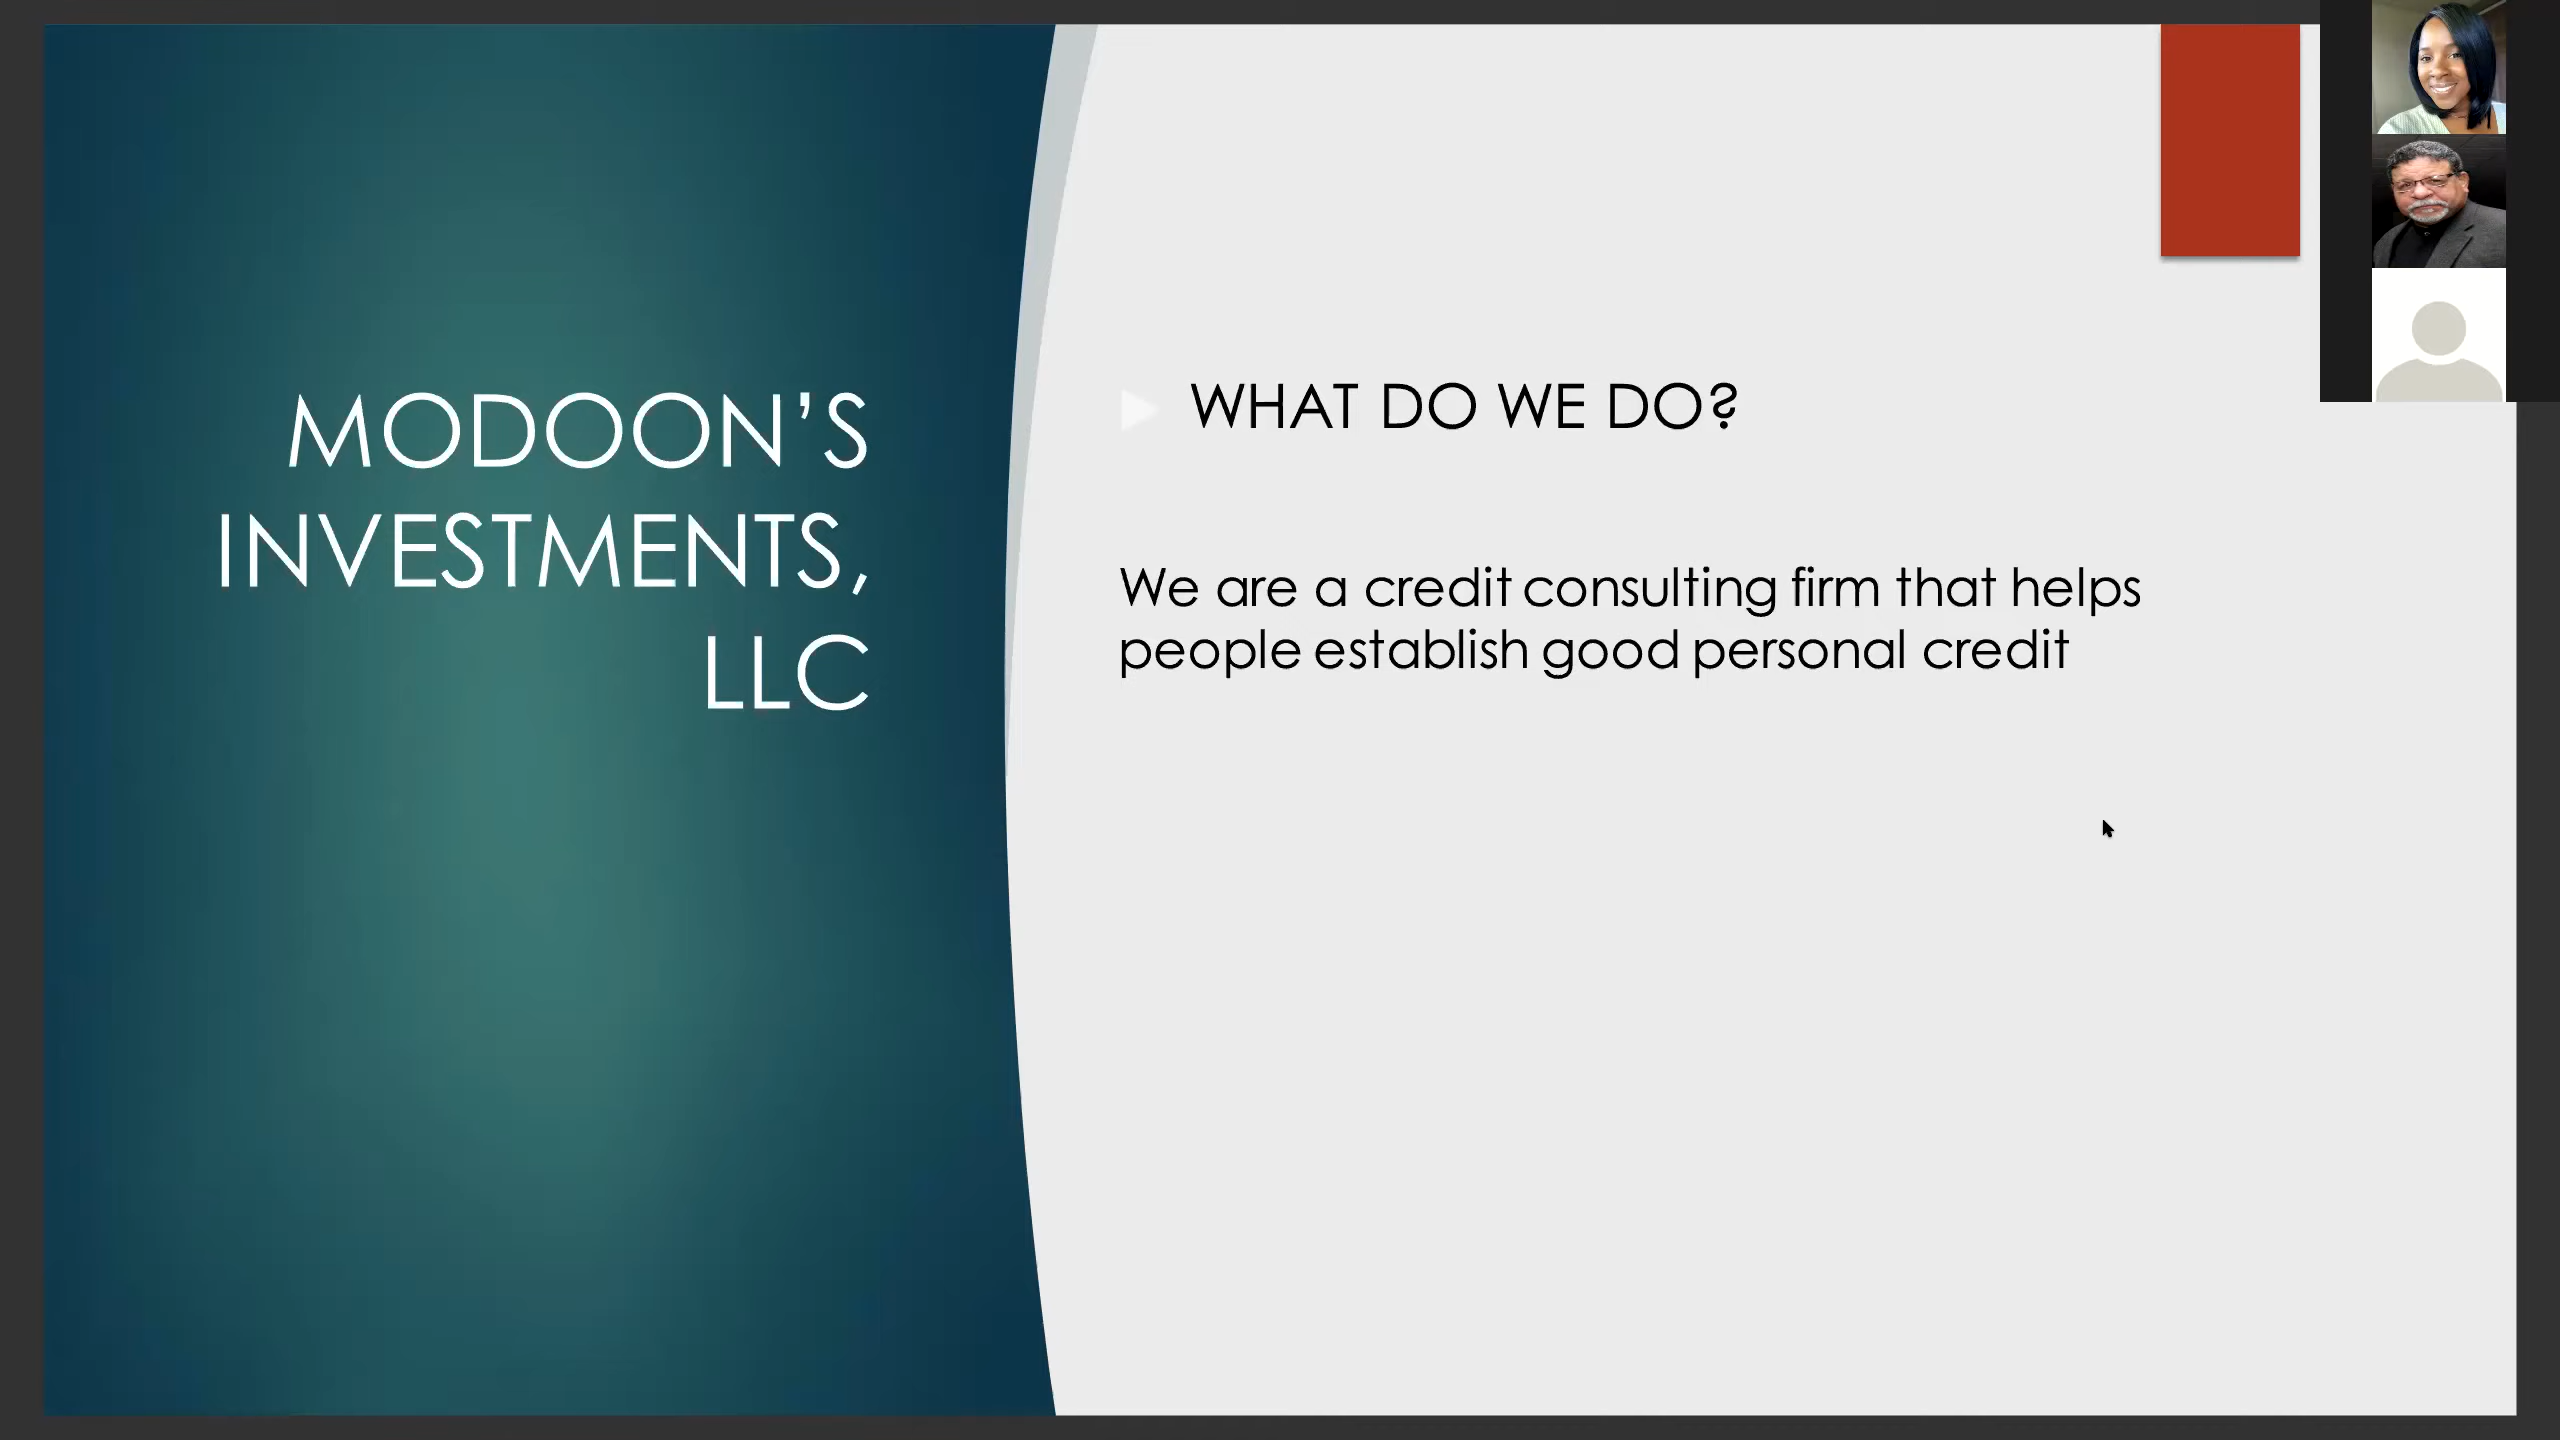 MODOON’S
INVESTMENTS,
LLC
WHAT DO WE DO?
We are a credit consulting firm that helps
people establish good personal credit